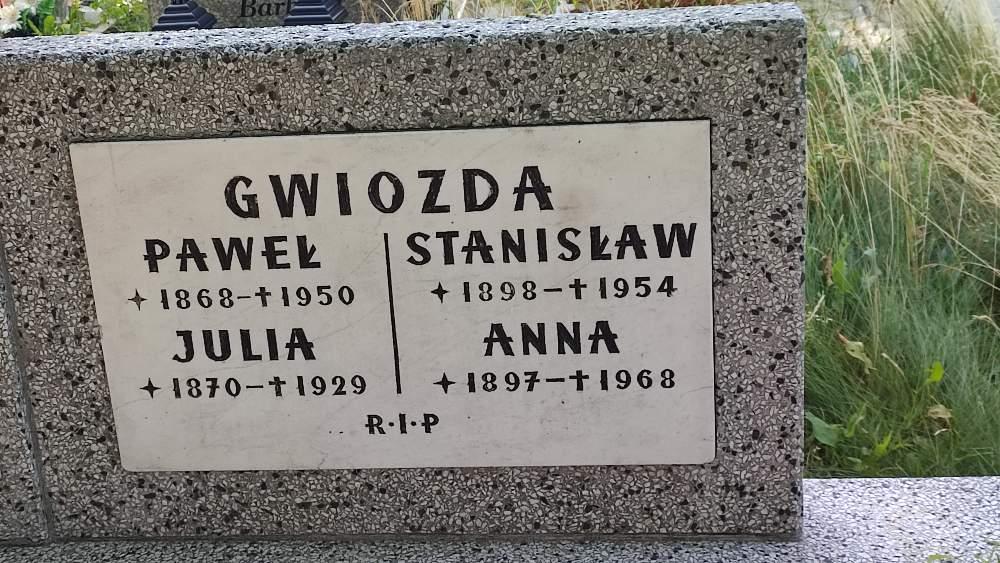 GWIOZDA
PAWEŁ
✦ 1868-✝1950
JULIA
✦ 1870-✝1929
STANISŁAW
✦ 1898-✝1954
ANNA
✦ 1897-✝1968
R·I·P